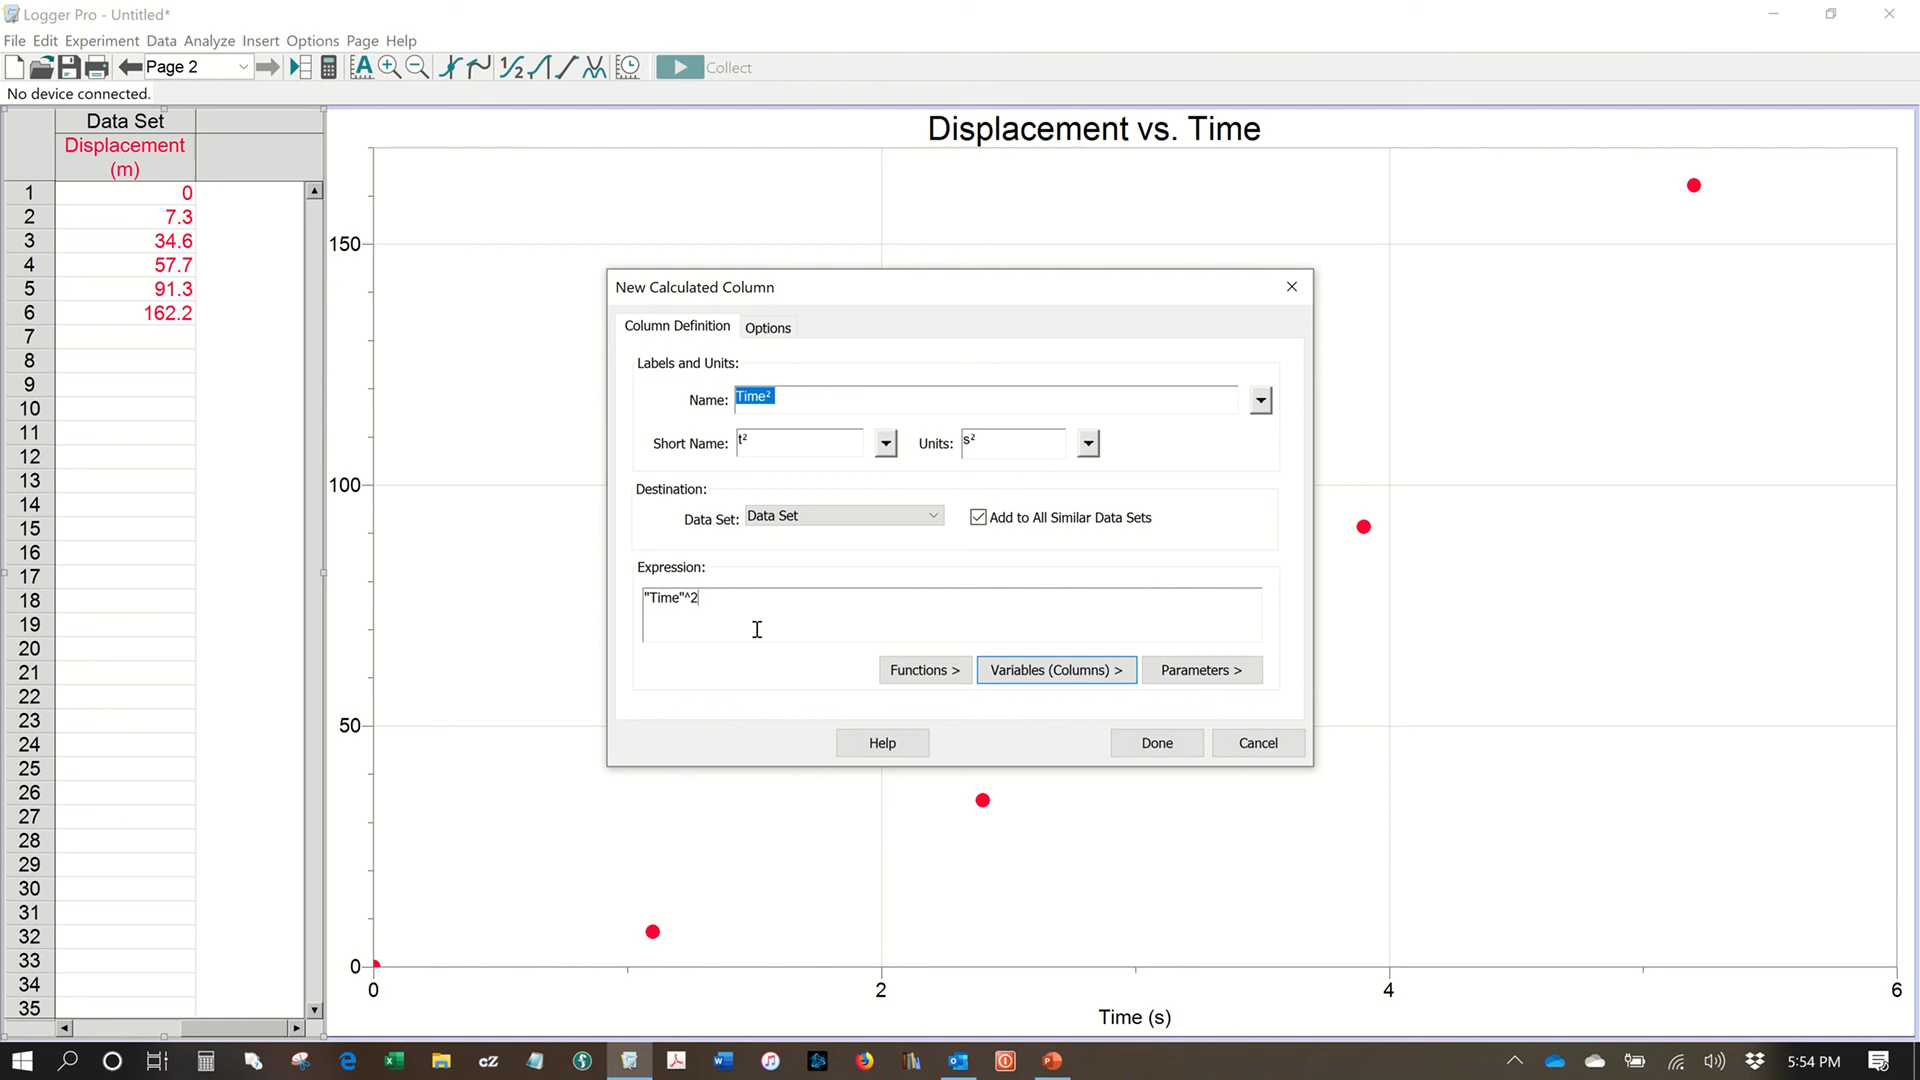 Logger Pro - Untitled*
File Edit Experiment Data Analyze Insert Options Page Help
Page 2
Collect
No device connected.
Data Set
Displacement
(m)
1 0
2 7.3
3 34.6
4 57.7
5 91.3
6 162.2
7
8
9
10
11
12
13
14
15
16
17
18
19
20
21
22
23
24
25
26
27
28
29
30
31
32
33
34
35
Displacement vs. Time
150
100
50
0
0 2 4 6
Time (s)
New Calculated Column
Column Definition Options
Labels and Units:
Name: Time²
Short Name: t² Units: s²
Destination:
Data Set: Data Set Add to All Similar Data Sets
Expression:
"Time"^2
Functions > Variables (Columns) > Parameters >
Help Done Cancel
cZ
5:54 PM